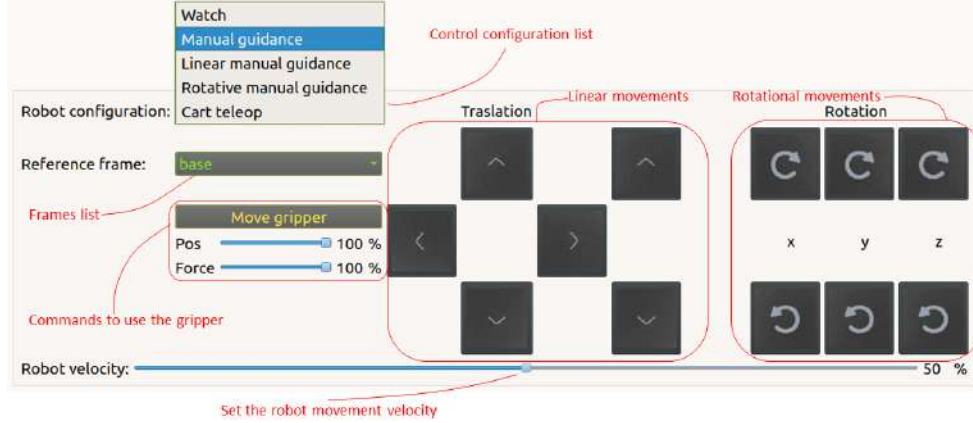 Watch
Manual guidance
Control configuration list
Linear manual guidance
Rotative manual guidance
Robot configuration:
Cart teleop
Linear movements
Rotational movements
Traslation
Rotation
Reference frame:
base
Frames list
Move gripper
Pos
100 %
Force
100 %
x y z
Commands to use the gripper
Robot velocity:
50 %
Set the robot movement velocity